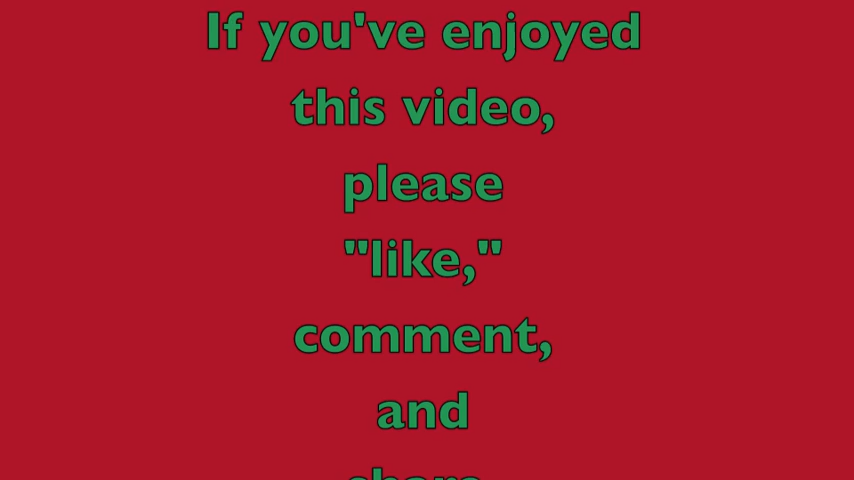 If you've enjoyed
this video,
please
"like,"
comment,
and